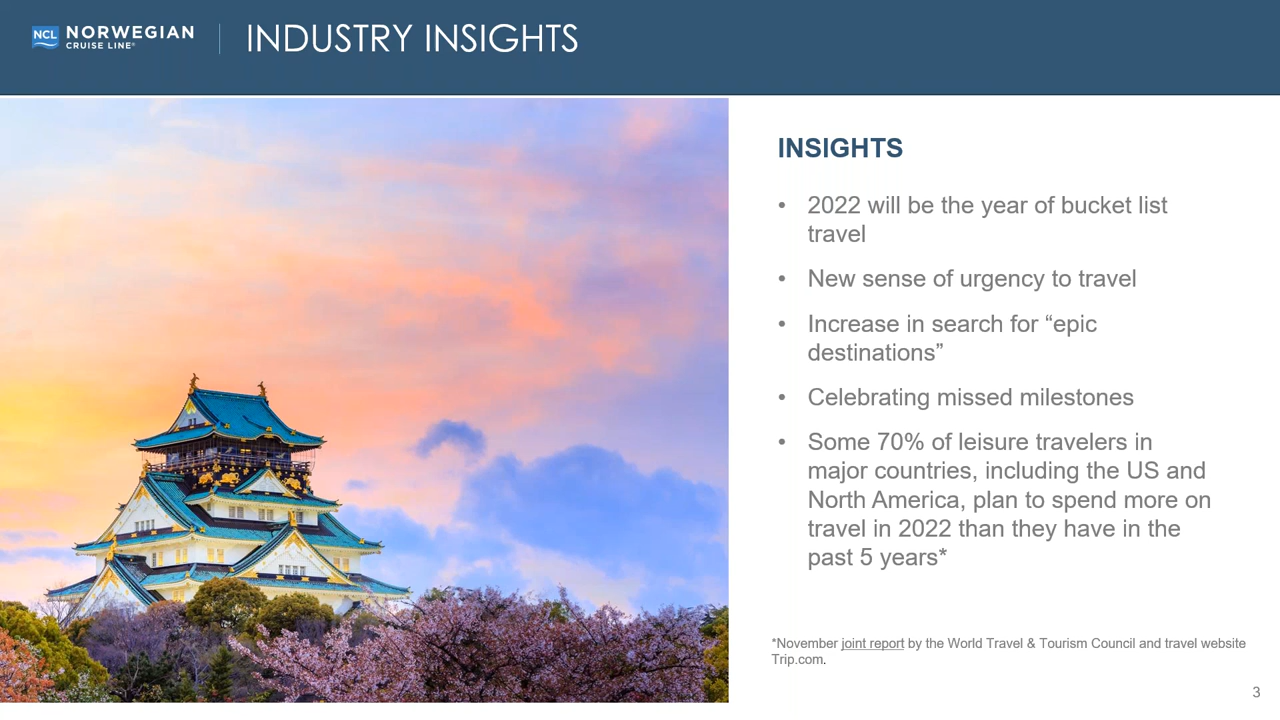 NCL NORWEGIAN
CRUISE LINE®
INDUSTRY INSIGHTS
INSIGHTS
• 2022 will be the year of bucket list
travel
• New sense of urgency to travel
• Increase in search for “epic
destinations”
• Celebrating missed milestones
• Some 70% of leisure travelers in
major countries, including the US and
North America, plan to spend more on
travel in 2022 than they have in the
past 5 years*
*November joint report by the World Travel & Tourism Council and travel website
Trip.com.
3